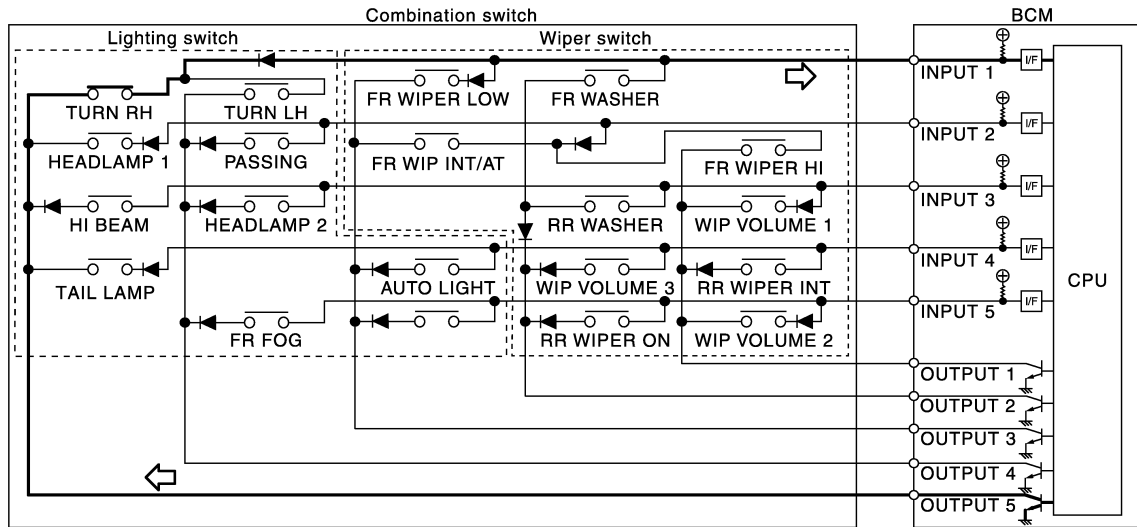 Combination switch
BCM
Lighting switch
Wiper switch
INPUT 1
I/F
TURN RH
TURN LH
FR WIPER LOW
FR WASHER
INPUT 2
I/F
HEADLAMP 1
PASSING
FR WIP INT/AT
FR WIPER HI
INPUT 3
I/F
HI BEAM
HEADLAMP 2
RR WASHER
WIP VOLUME 1
INPUT 4
I/F
CPU
TAIL LAMP
AUTO LIGHT
WIP VOLUME 3
RR WIPER INT
INPUT 5
I/F
FR FOG
RR WIPER ON
WIP VOLUME 2
OUTPUT 1
OUTPUT 2
OUTPUT 3
OUTPUT 4
OUTPUT 5